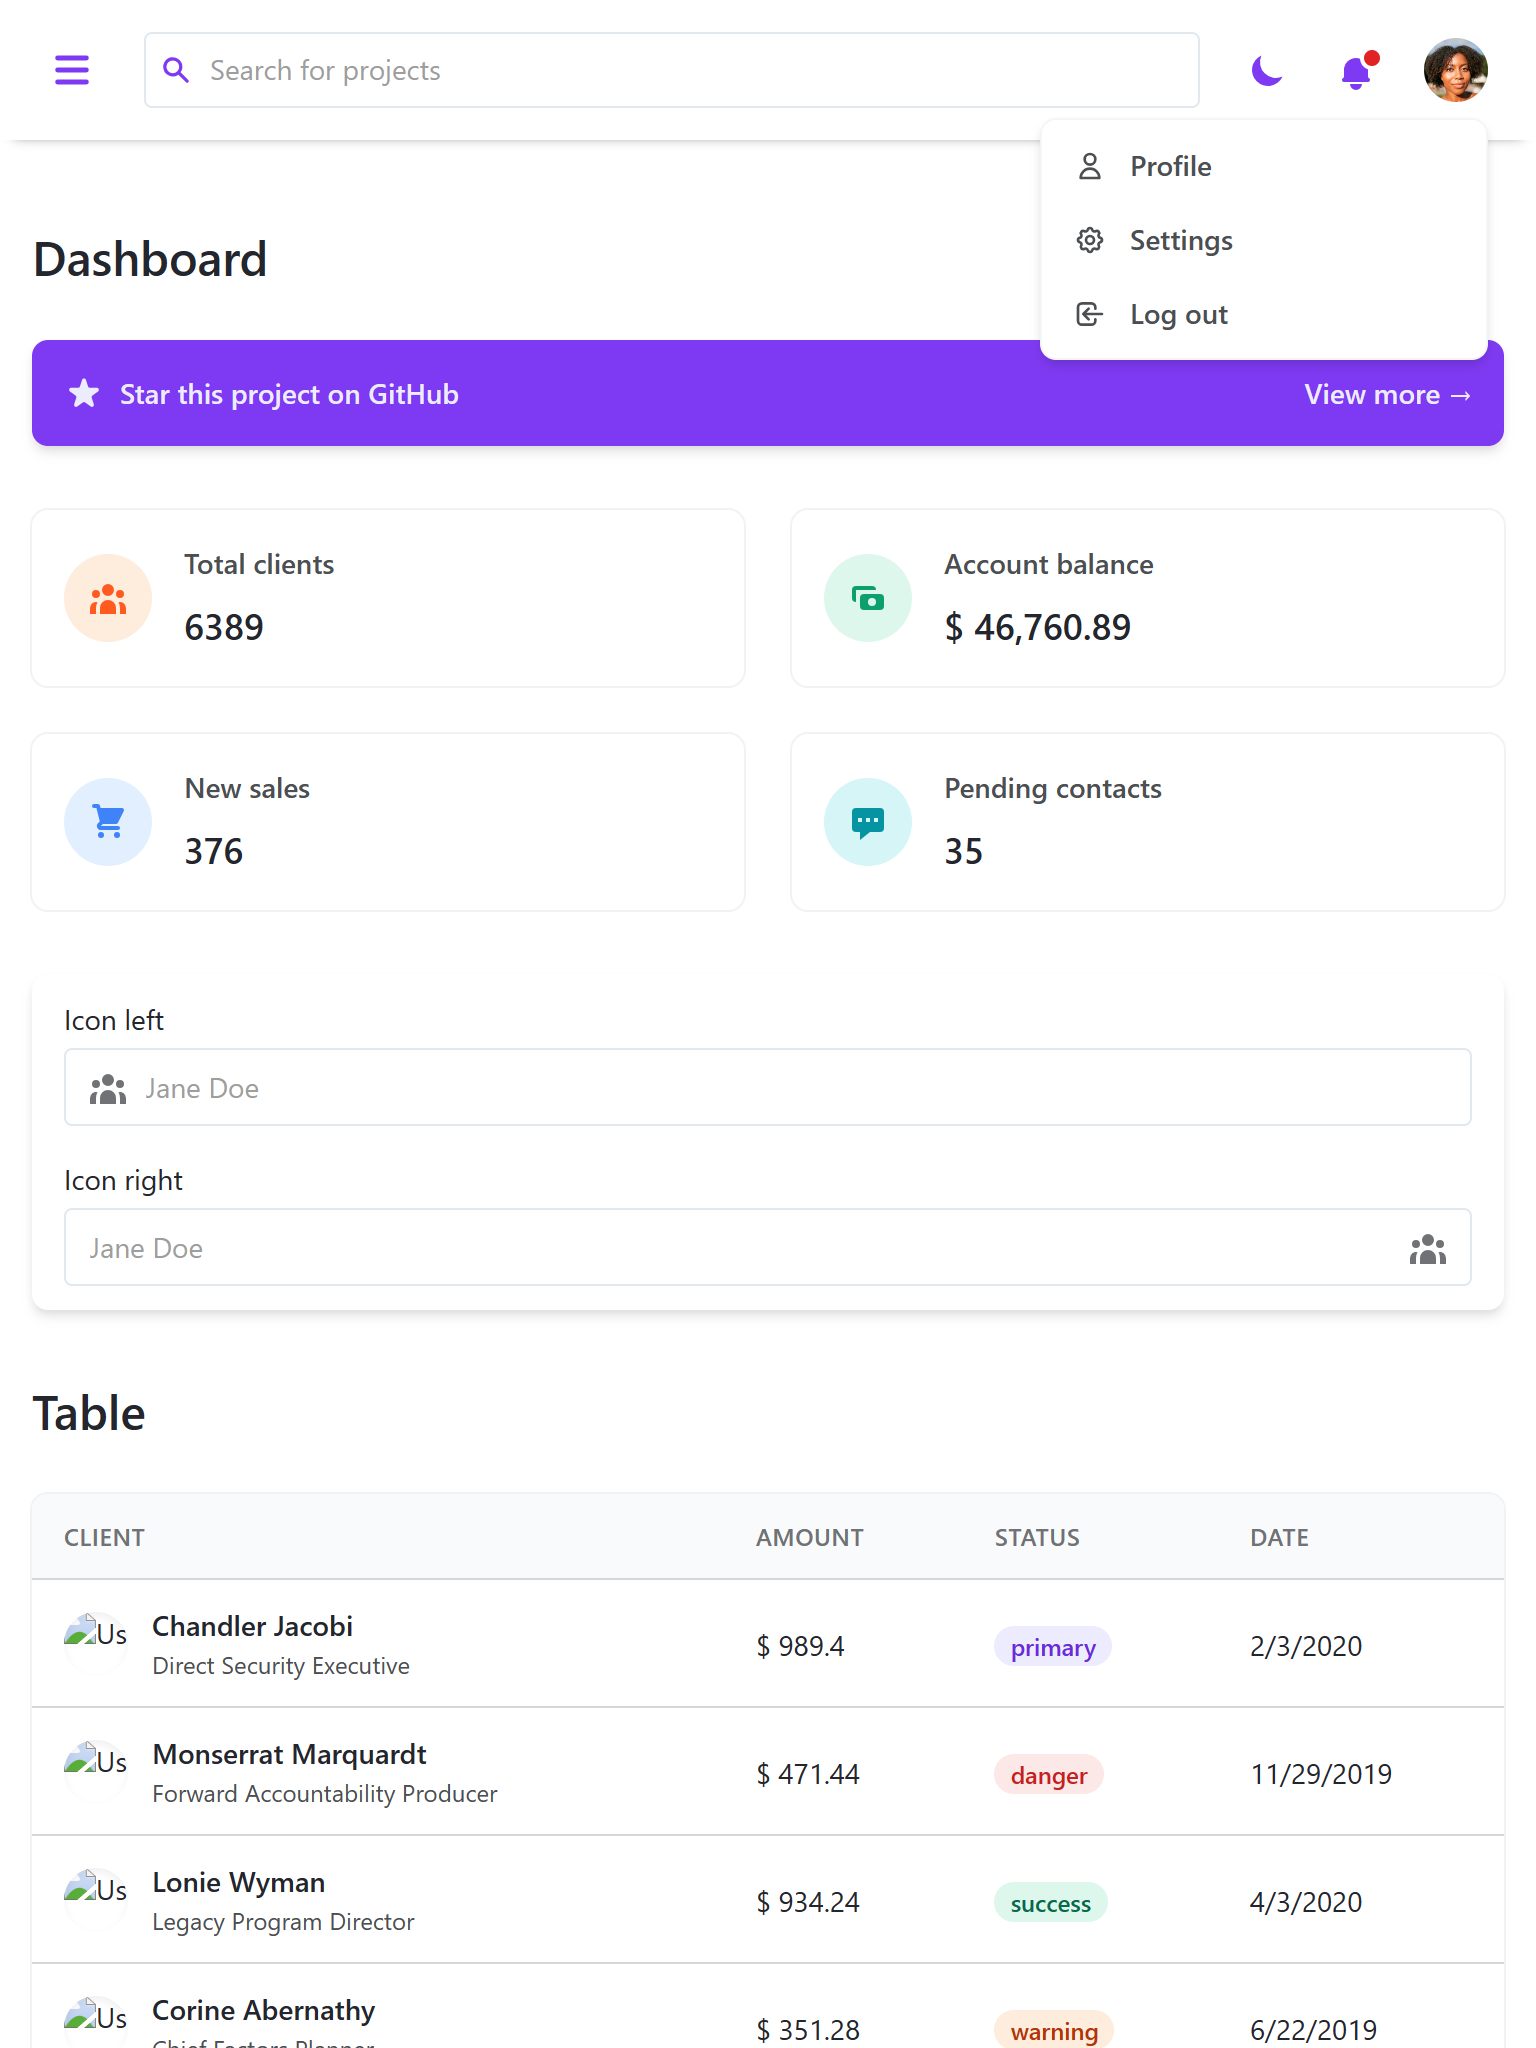 Search for projects
Profile
Settings
Log out
Dashboard
Star this project on GitHub
View more →
Total clients
6389
Account balance
$ 46,760.89
New sales
376
Pending contacts
35
Icon left
Jane Doe
Icon right
Jane Doe
Table
CLIENT AMOUNT STATUS DATE
Us
Chandler Jacobi
Direct Security Executive
$ 989.4
primary
2/3/2020
Us
Monserrat Marquardt
Forward Accountability Producer
$ 471.44
danger
11/29/2019
Us
Lonie Wyman
Legacy Program Director
$ 934.24
success
4/3/2020
Us
Corine Abernathy
Chief Factors Planner
$ 351.28
warning
6/22/2019